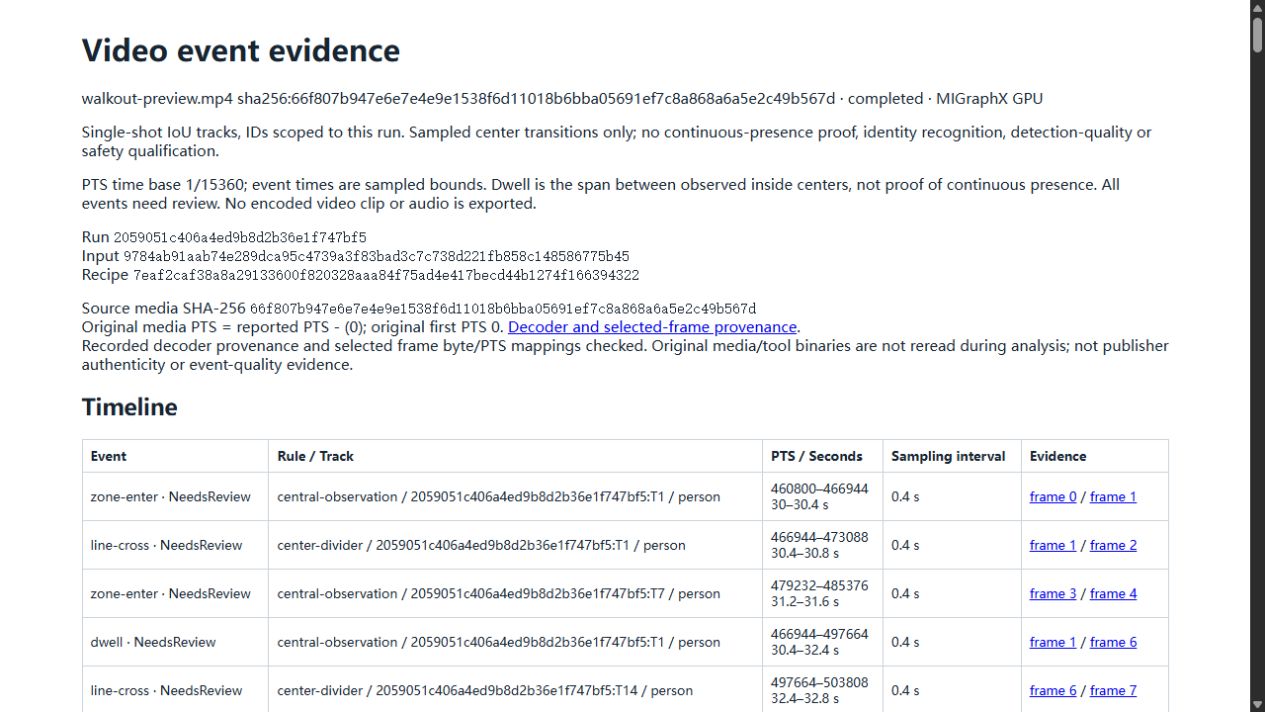 Video event evidence
walkout-preview.mp4 sha256:66f807b947e6e7e4e9e1538f6d11018b6bba05691ef7c8a868a6a5e2c49b567d · completed · MIGraphX GPU
Single-shot IoU tracks, IDs scoped to this run. Sampled center transitions only; no continuous-presence proof, identity recognition, detection-quality or
safety qualification.
PTS time base 1/15360; event times are sampled bounds. Dwell is the span between observed inside centers, not proof of continuous presence. All
events need review. No encoded video clip or audio is exported.
Run 2059051c406a4ed9b8d2b36e1f747bf5
Input 9784ab91aab74e289dca95c4739a3f83bad3c7c738d221fb858c148586775b45
Recipe 7eaf2caf38a8a29133600f820328aaa84f75ad4e417becd44b1274f166394322
Source media SHA-256 66f807b947e6e7e4e9e1538f6d11018b6bba05691ef7c8a868a6a5e2c49b567d
Original media PTS = reported PTS - (0); original first PTS 0. Decoder and selected-frame provenance.
Recorded decoder provenance and selected frame byte/PTS mappings checked. Original media/tool binaries are not reread during analysis; not publisher
authenticity or event-quality evidence.
Timeline
Event Rule / Track PTS / Seconds Sampling interval Evidence
zone-enter · NeedsReview central-observation / 2059051c406a4ed9b8d2b36e1f747bf5:T1 / person 460800–466944 0.4 s frame 0 / frame 1
30–30.4 s
line-cross · NeedsReview center-divider / 2059051c406a4ed9b8d2b36e1f747bf5:T1 / person 466944–473088 0.4 s frame 1 / frame 2
30.4–30.8 s
zone-enter · NeedsReview central-observation / 2059051c406a4ed9b8d2b36e1f747bf5:T7 / person 479232–485376 0.4 s frame 3 / frame 4
31.2–31.6 s
dwell · NeedsReview central-observation / 2059051c406a4ed9b8d2b36e1f747bf5:T1 / person 466944–497664 0.4 s frame 1 / frame 6
30.4–32.4 s
line-cross · NeedsReview center-divider / 2059051c406a4ed9b8d2b36e1f747bf5:T14 / person 497664–503808 0.4 s frame 6 / frame 7
32.4–32.8 s